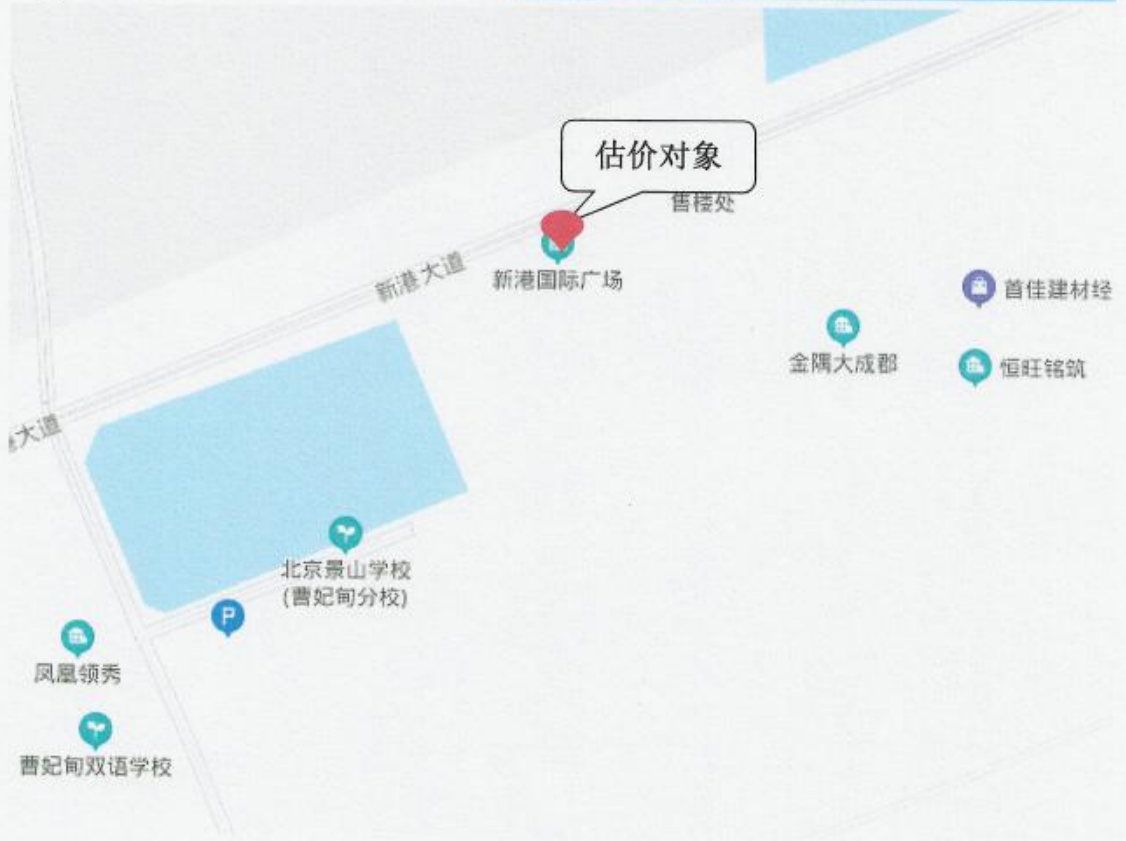 估价对象
售楼处
新港大道
新港国际广场
首佳建材经
金隅大成郡
恒旺铭筑
大道
北京景山学校
(曹妃甸分校)
P
凤凰领秀
曹妃甸双语学校